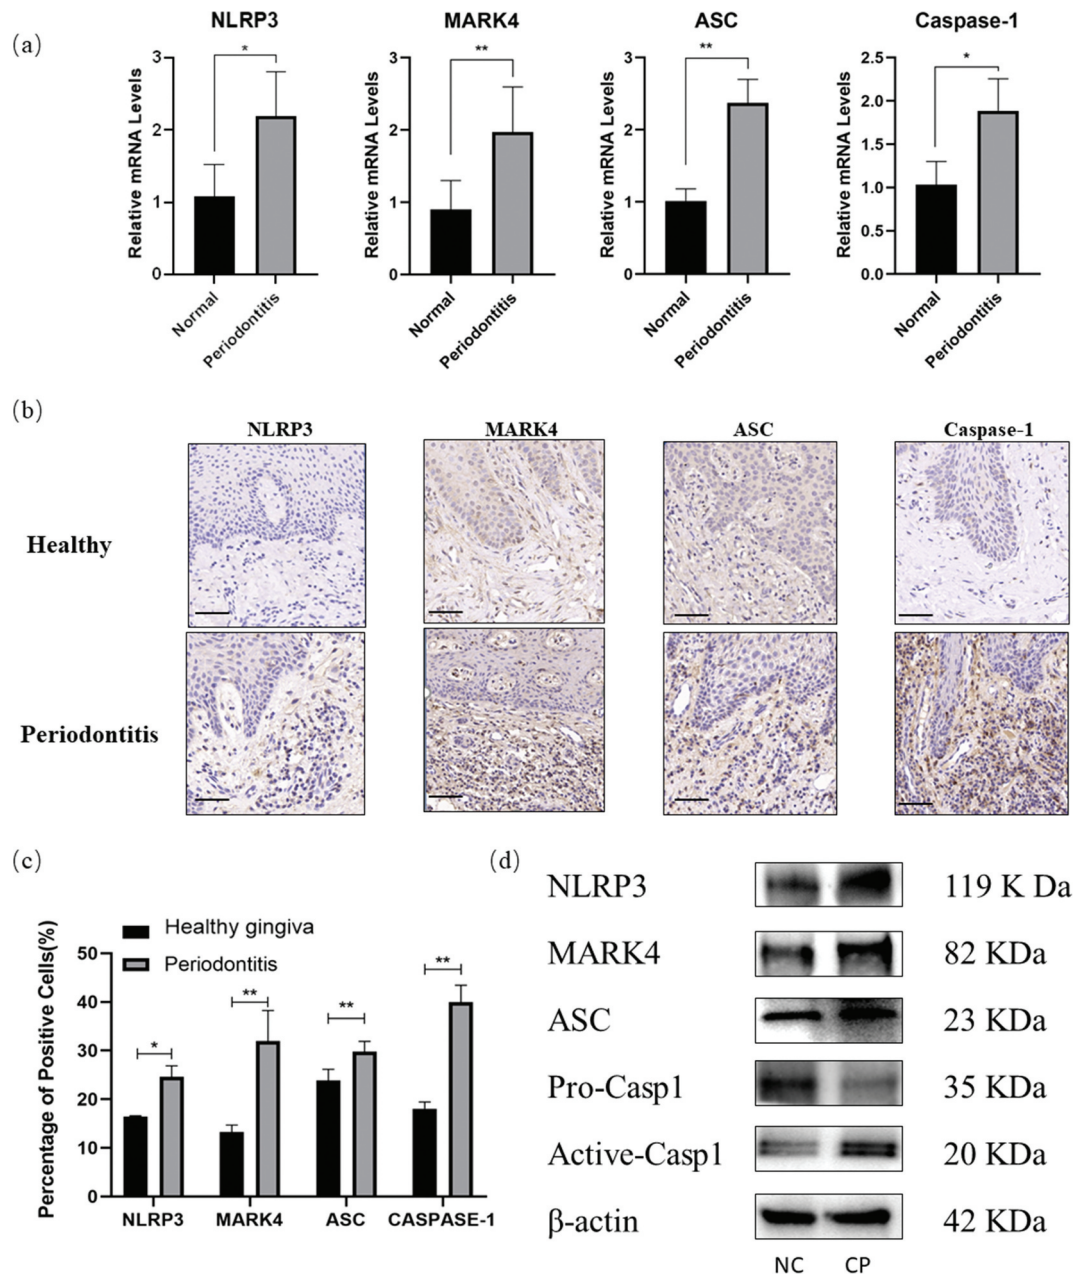 (a)
NLRP3 MARK4 ASC Caspase-1
Relative mRNA Levels
3
2
1
0
*
Normal
Periodontitis
Relative mRNA Levels
3
2
1
0
**
Normal
Periodontitis
Relative mRNA Levels
3
2
1
0
**
Normal
Periodontitis
Relative mRNA Levels
2.5
2.0
1.5
1.0
0.5
0.0
*
Normal
Periodontitis
(b)
NLRP3 MARK4 ASC Caspase-1
Healthy
Periodontitis
(c)
Healthy gingiva
Periodontitis
Percentage of Positive Cells(%)
50
40
30
20
10
0
* ** ** **
NLRP3 MARK4 ASC CASPASE-1
(d)
NLRP3 119 K Da
MARK4 82 KDa
ASC 23 KDa
Pro-Casp1 35 KDa
Active-Casp1 20 KDa
β-actin 42 KDa
NC CP